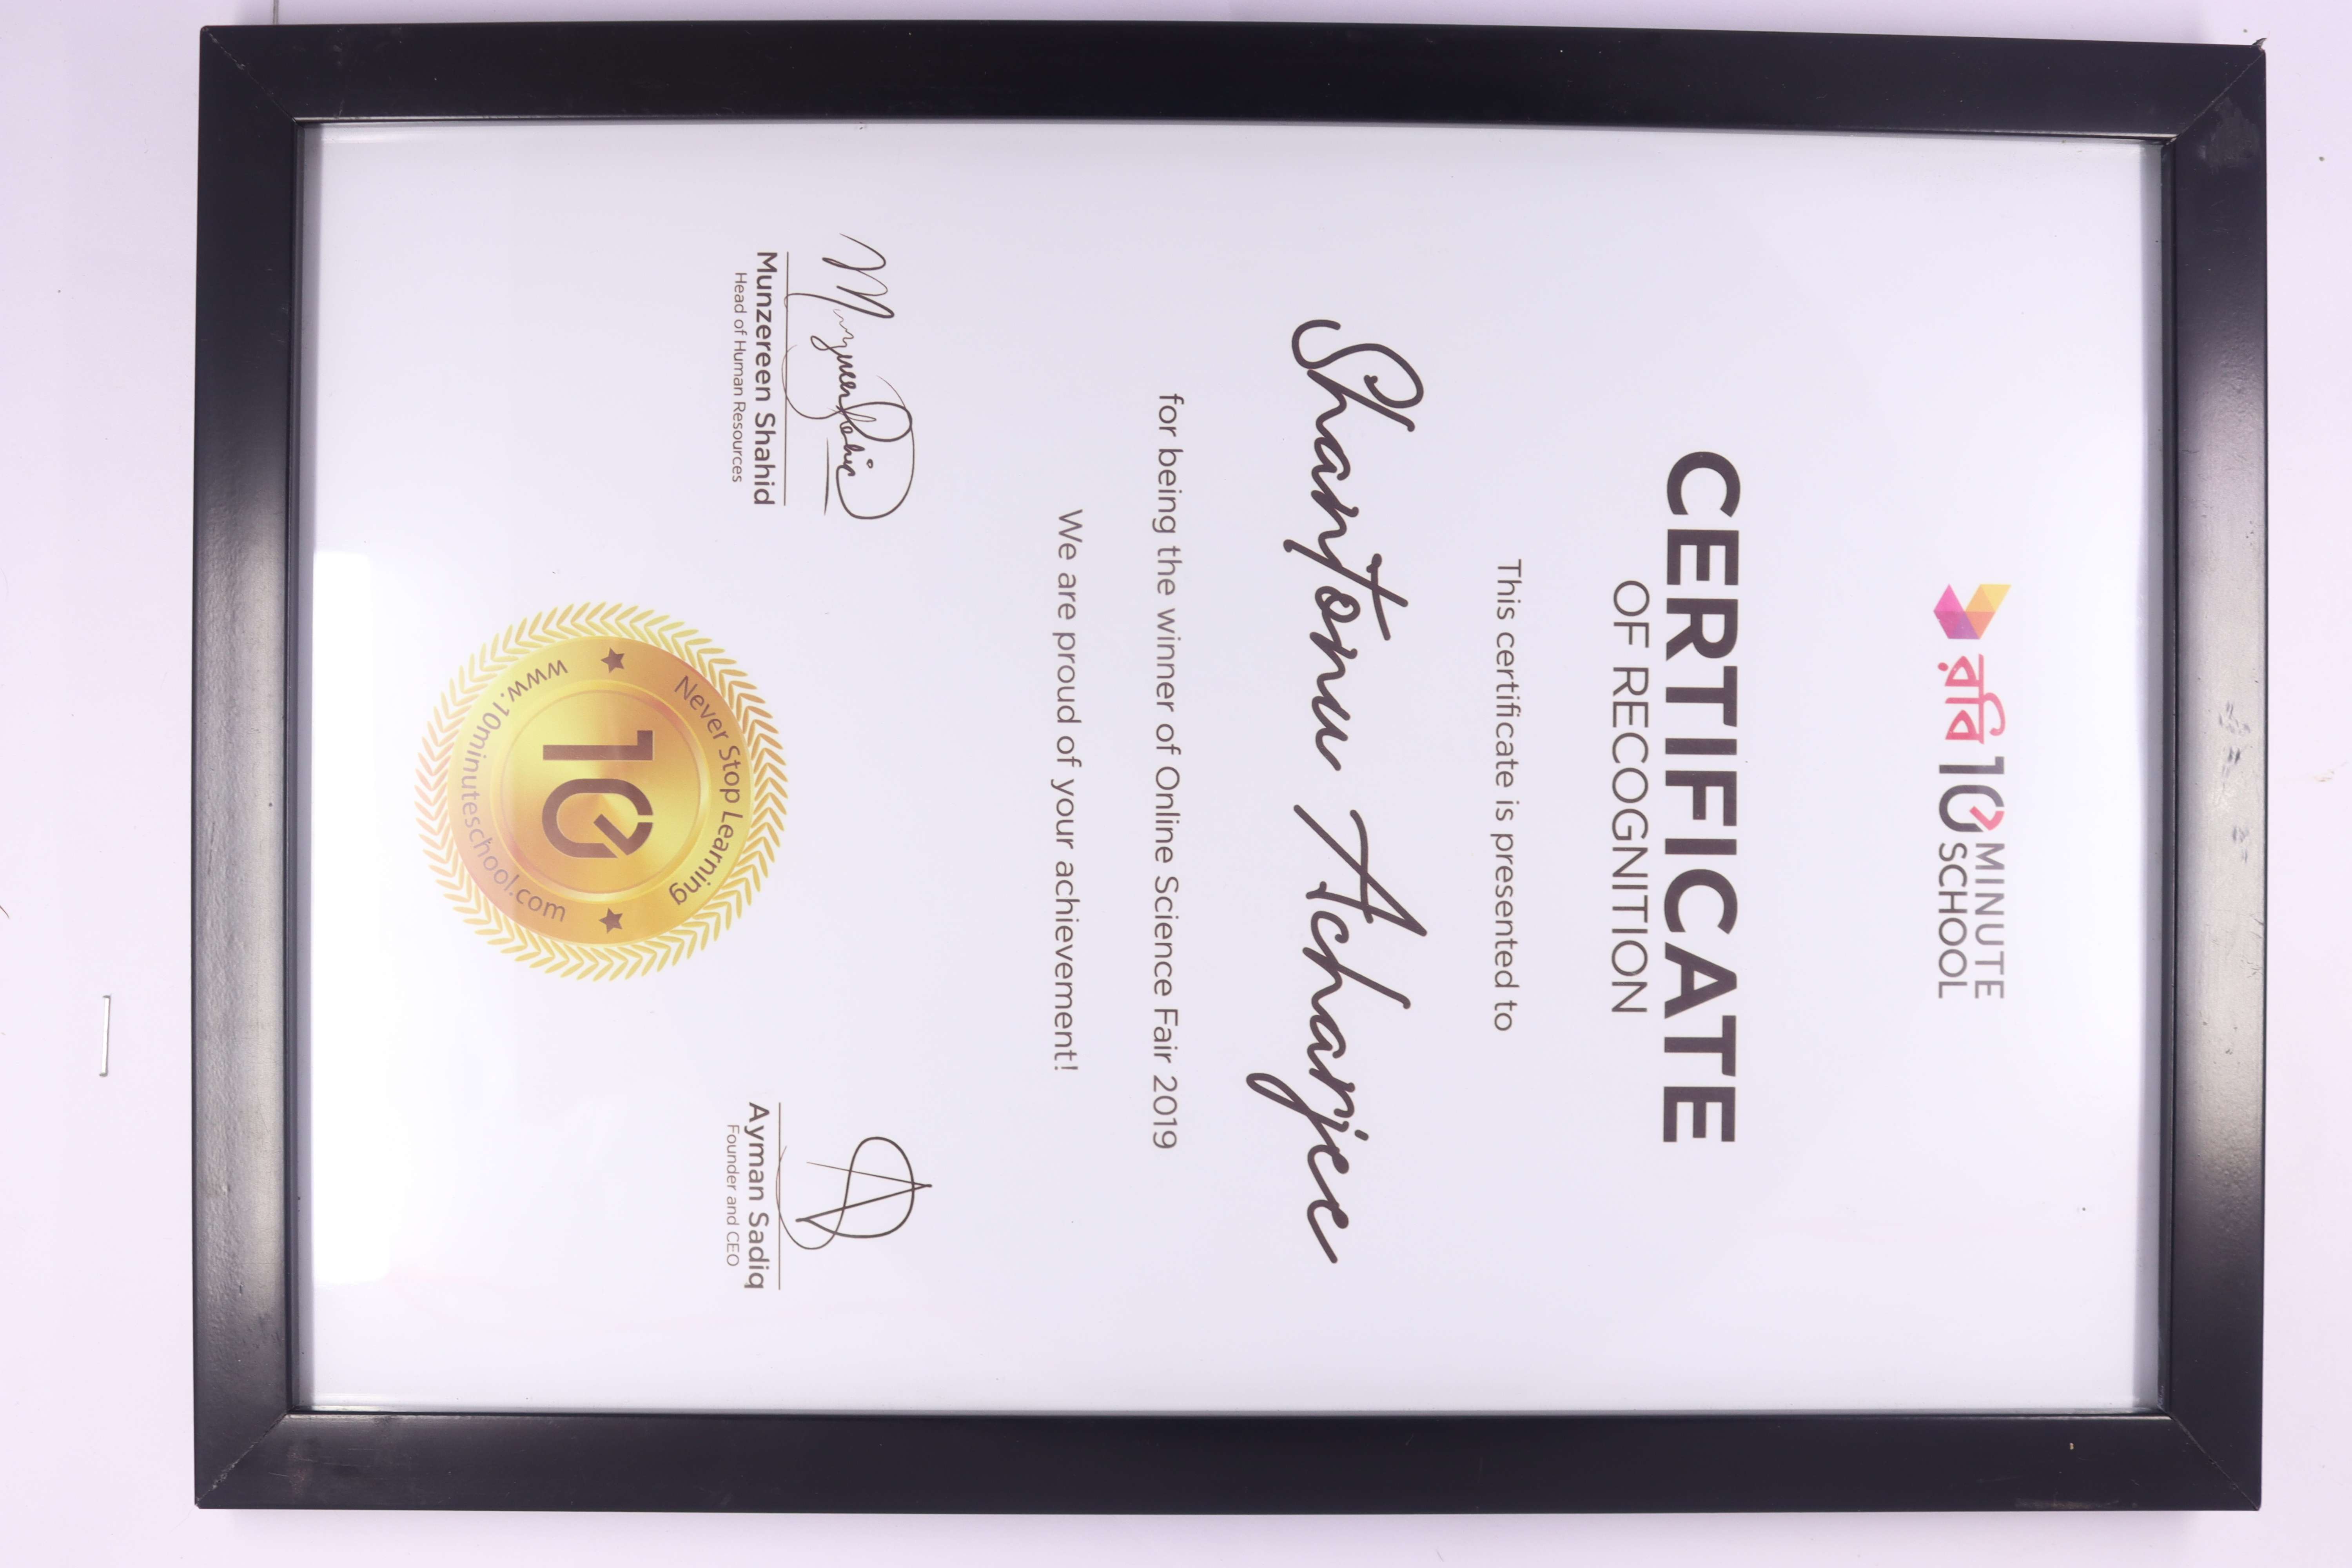 রবি 10 MINUTE SCHOOL
CERTIFICATE
OF RECOGNITION
This certificate is presented to
Shantonu Acharjee
for being the winner of Online Science Fair 2019
We are proud of your achievement!
Munzereen Shahid
Munzereen Shahid
Head of Human Resources
AS
Ayman Sadiq
Founder and CEO
Never Stop Learning
10
www.10minuteschool.com